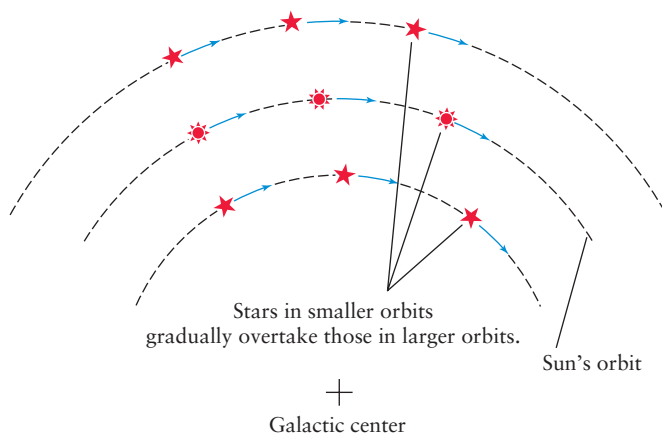 Stars in smaller orbits
gradually overtake those in larger orbits.
Sun's orbit
Galactic center